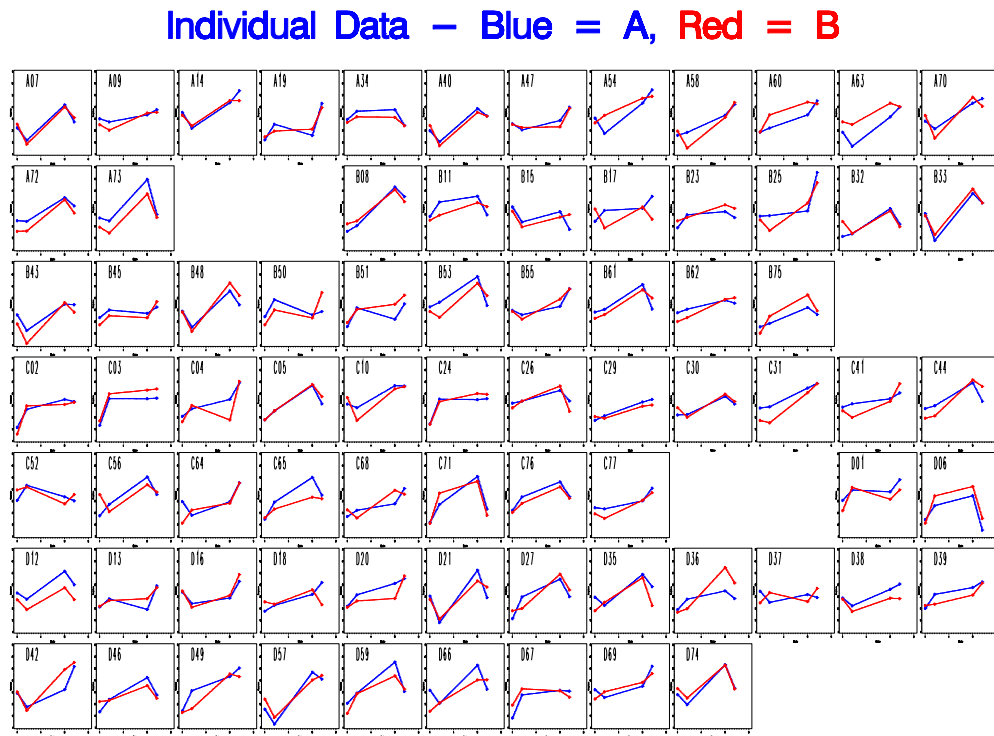 Individual Data – Blue = A, Red = B
A07 A09 A14 A19 A34 A40 A47 A54 A58 A60 A63 A70
A72 A73 B08 B11 B15 B17 B23 B25 B32 B33
B43 B45 B48 B50 B51 B53 B55 B61 B62 B75
C02 C03 C04 C05 C10 C24 C26 C29 C30 C31 C41 C44
C52 C56 C64 C65 C68 C71 C76 C77 D01 D06
D12 D13 D16 D18 D20 D21 D27 D35 D36 D37 D38 D39
D42 D46 D49 D57 D59 D66 D67 D69 D74